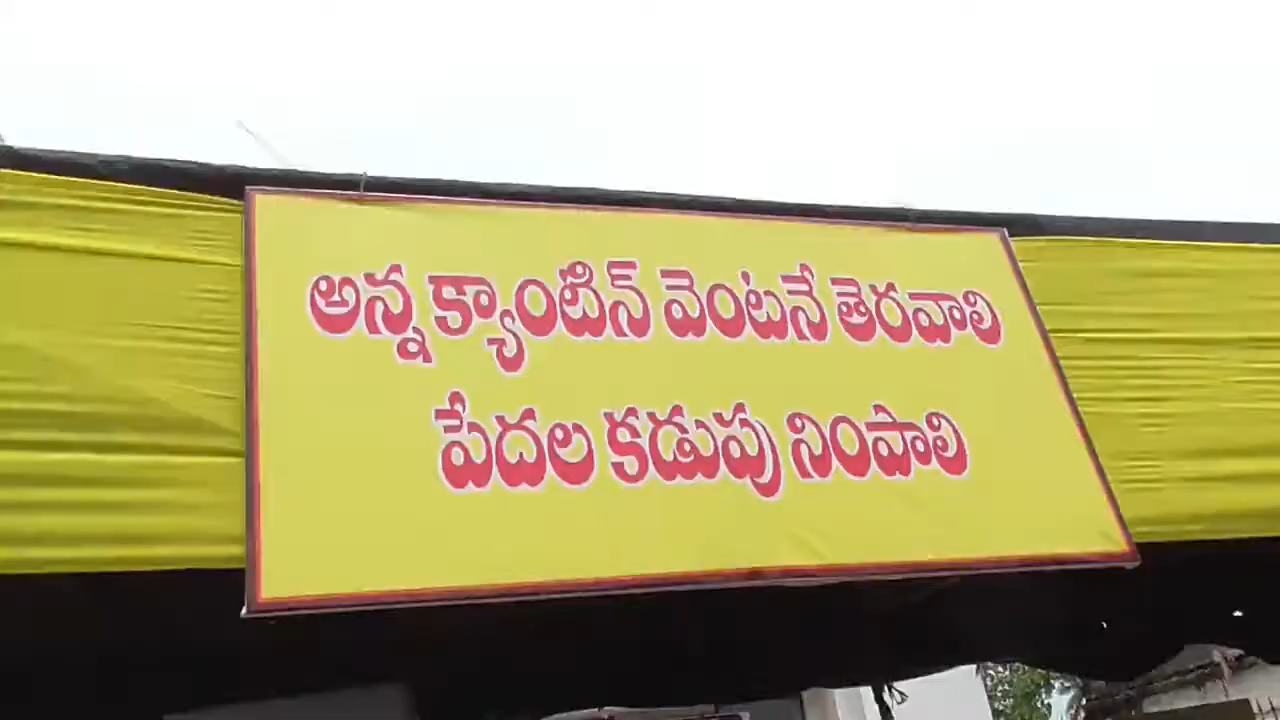 అన్న క్యాంటిన్ వెంటనే తెరవాలి
పేదల కడుపు నింపాలి